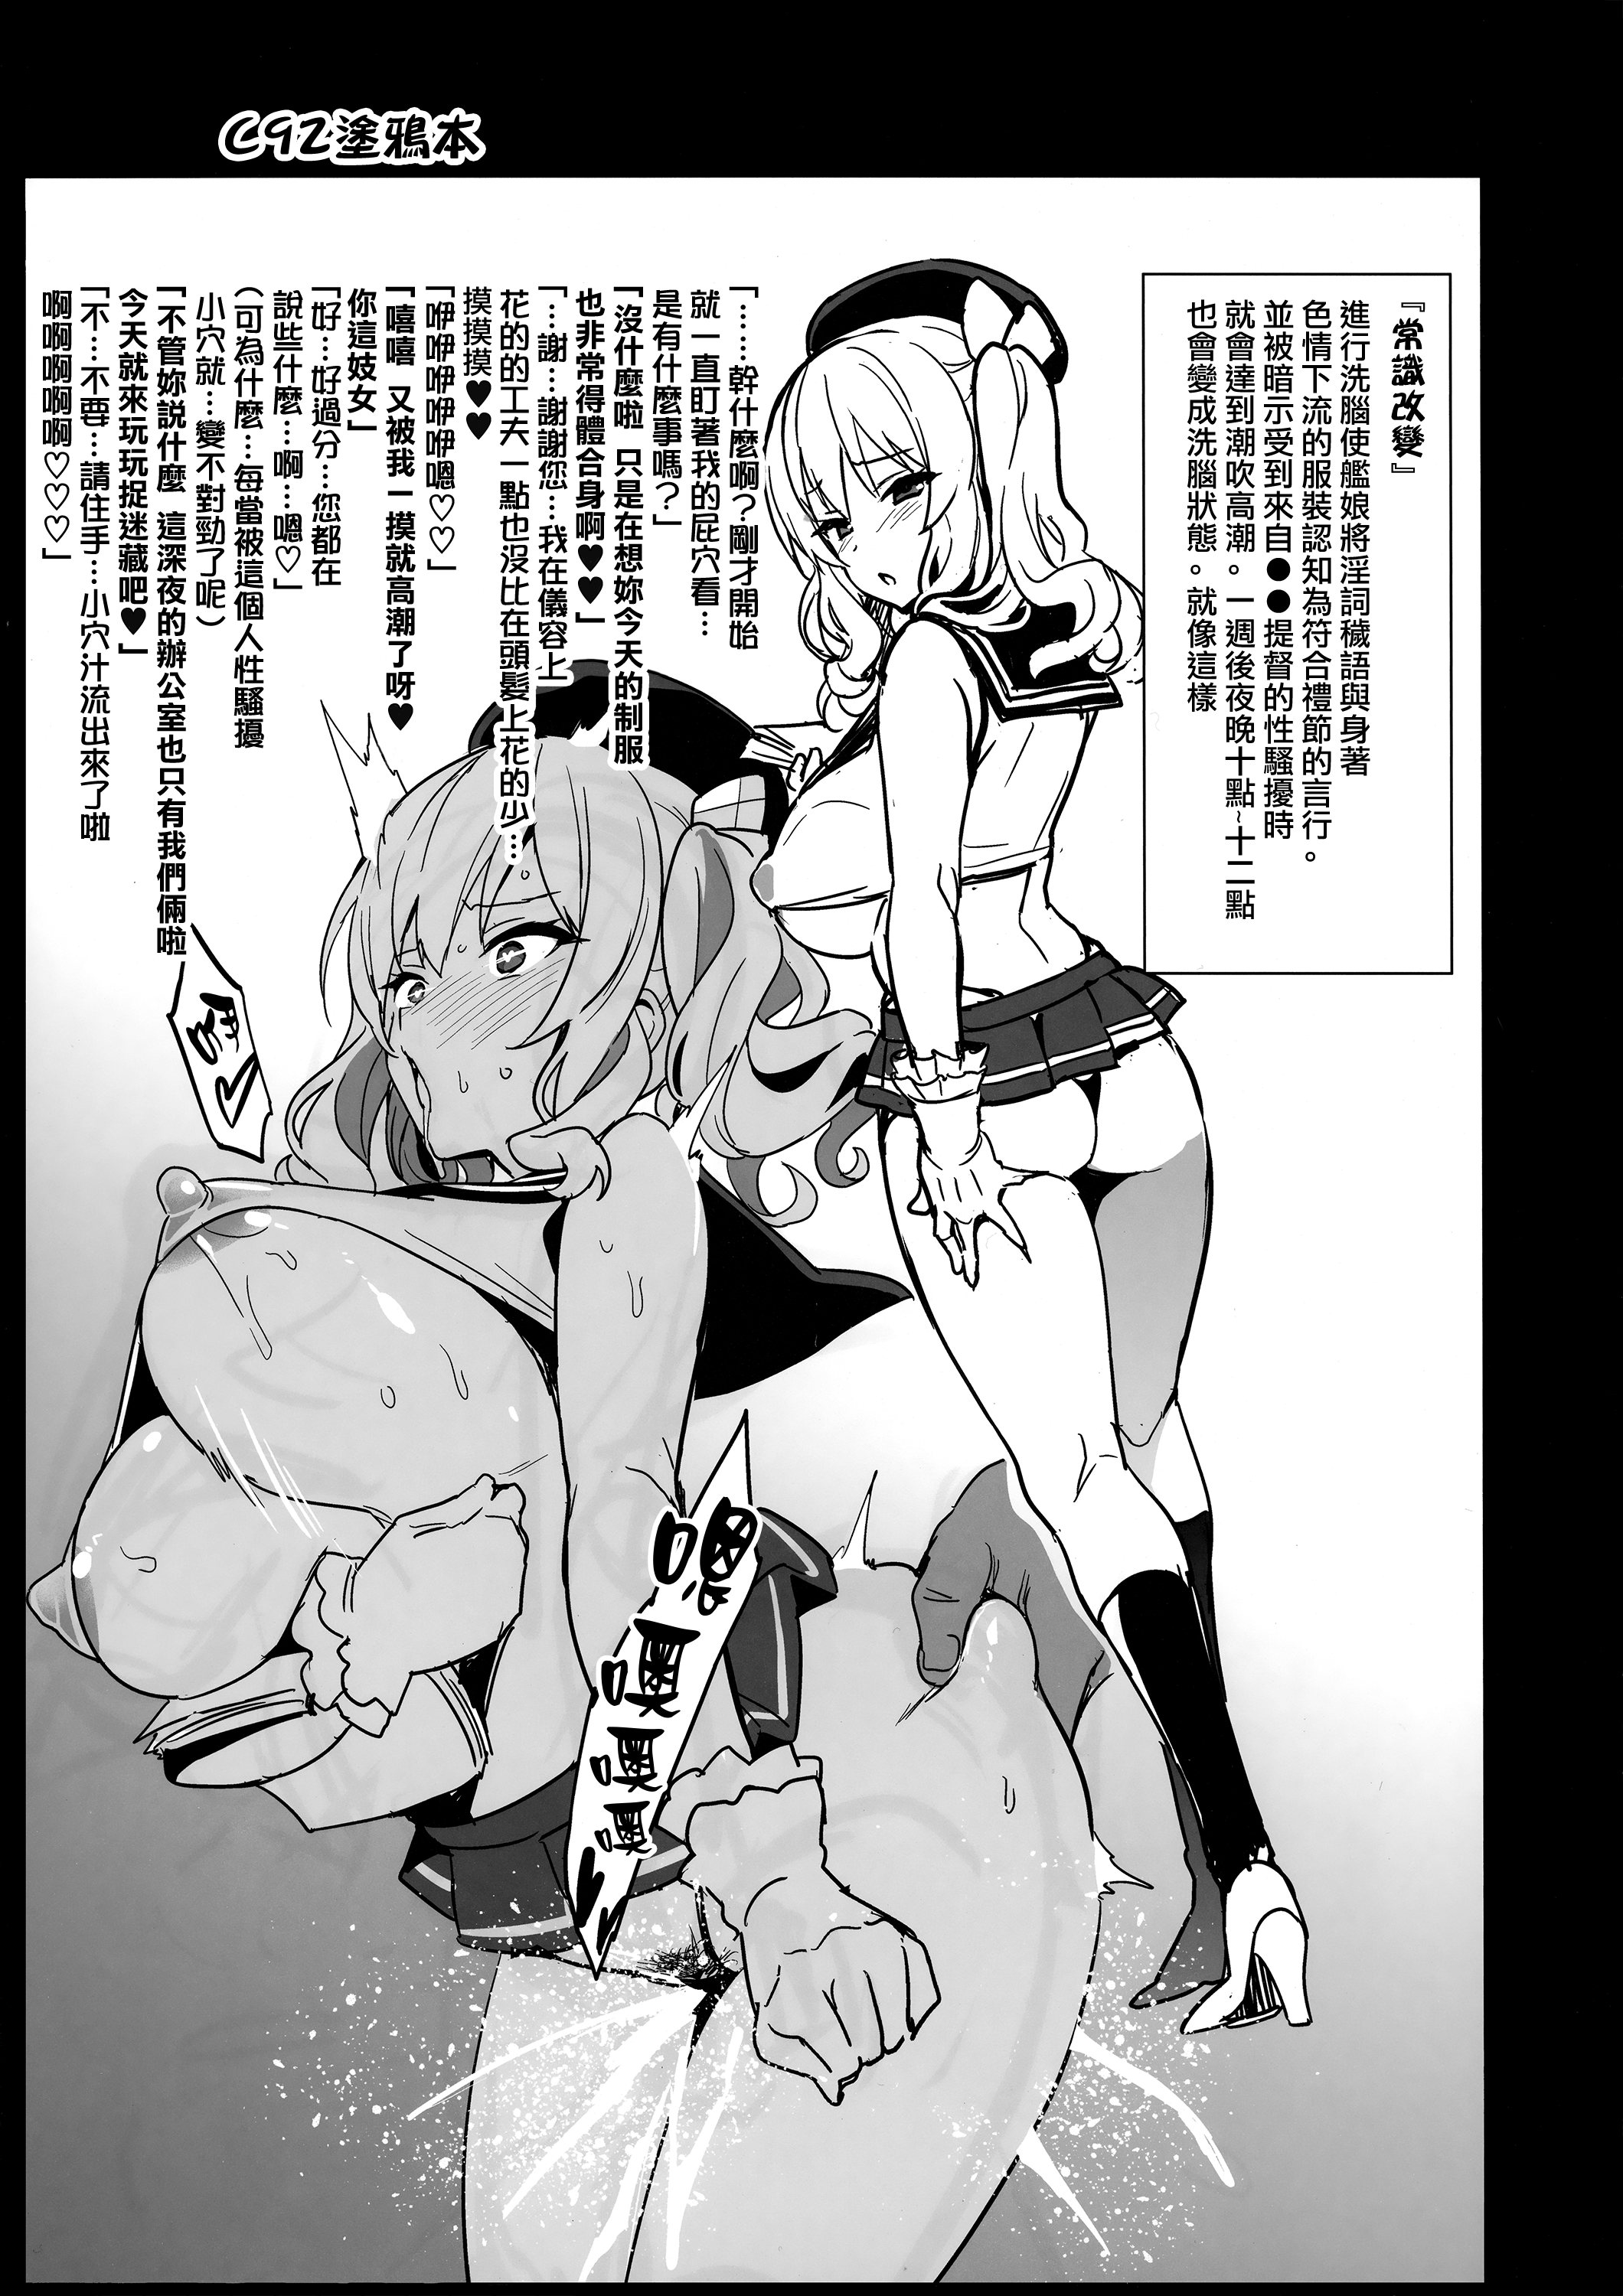 C92塗鴉本
『常識改變』
進行洗腦使艦娘將淫詞穢語與身著
色情下流的服裝認知為符合禮節的言行。
並被暗示受到來自●●提督的性騷擾時
就會達到潮吹高潮。一週後夜晚十點~十二點
也會變成洗腦狀態。就像這樣
「……幹什麼啊？剛才開始
就一直盯著我的屁穴看…
是有什麼事嗎？」
「沒什麼啦 只是在想妳今天的制服
也非常得體合身啊♥♥」
「…謝…謝謝您…我在儀容上
花的的工夫一點也沒比在頭髮上花的少…
摸摸摸♥♥
「咿咿咿咿咿嗯♡♡」
「嘻嘻 又被我一摸就高潮了呀♥
你這妓女」
「好…好過分…您都在
說些什麼…啊…嗯♡」
（可為什麼…每當被這個人性騷擾
小穴就…變不對勁了呢）
「不管妳説什麼 這深夜的辦公室也只有我們倆啦
今天就來玩玩捉迷藏吧♥」
「不…不要…請住手…小穴汁流出來了啦
啊啊啊啊啊♡♡♡」
嗯噢噢噢